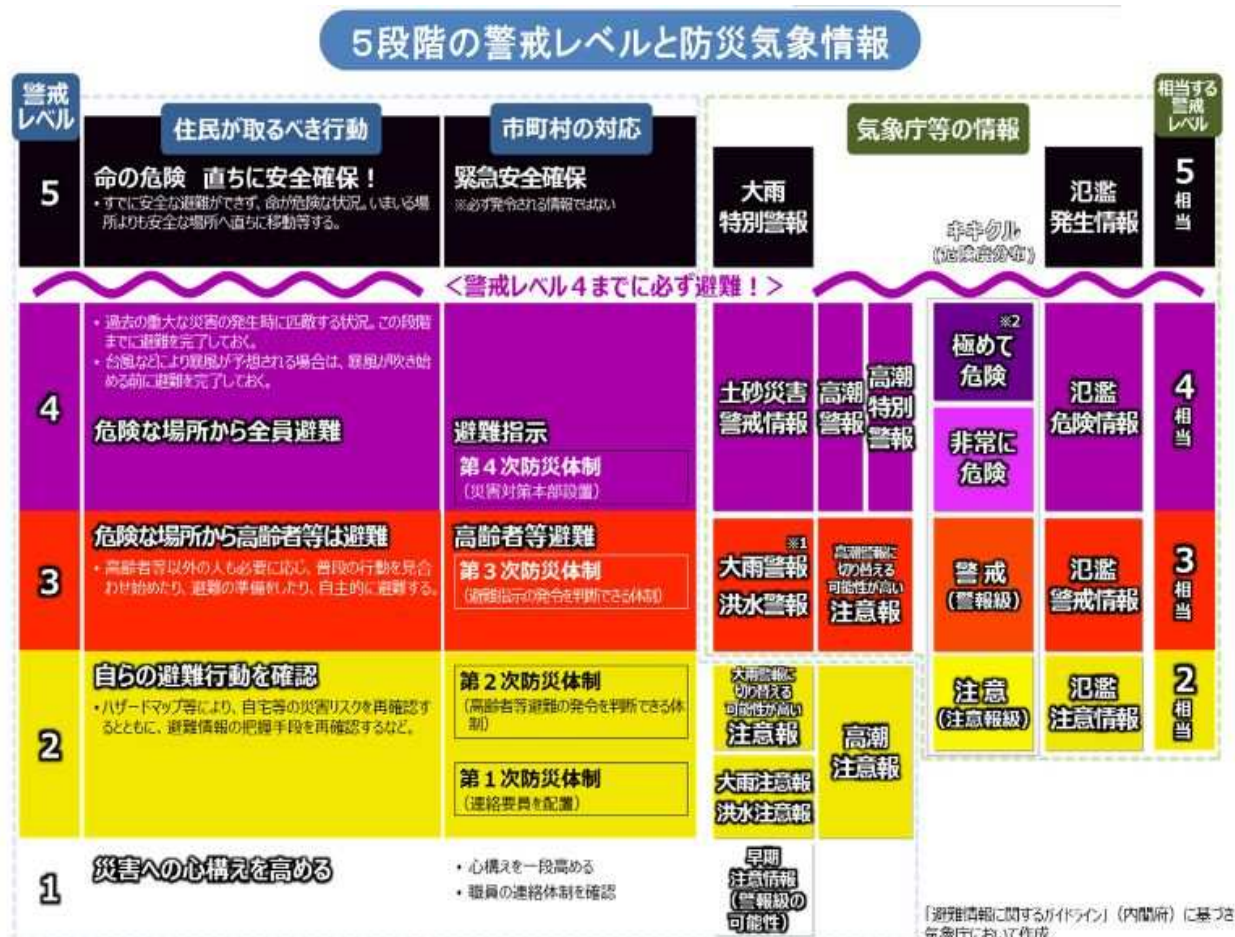 5段階の警戒レベルと防災気象情報
警戒
レベル
住民が取るべき行動
市町村の対応
気象庁等の情報
相当する
警戒
レベル
5
命の危険 直ちに安全確保！
・すでに安全な避難ができず、命が危険な状況。いまいる場
所よりも安全な場所へ直ちに移動等する。
緊急安全確保
※必ず発令される情報ではない
大雨
特別警報
キキクル
(危険度分布)
氾濫
発生情報
5
相
当
＜警戒レベル4までに必ず避難！＞
4
・過去の重大な災害の発生時に匹敵する状況。この段階
までに避難を完了しておく。
・台風などにより暴風が予想される場合は、暴風が吹き始
める前に避難を完了しておく。
危険な場所から全員避難
避難指示
第4次防災体制
(災害対策本部設置)
土砂災害
警戒情報
高潮
警報
高潮
特別
警報
※2
極めて
危険
非常に
危険
氾濫
危険情報
4
相
当
3
危険な場所から高齢者等は避難
・高齢者等以外の人も必要に応じ、普段の行動を見合
わせ始めたり、避難の準備をしたり、自主的に避難する。
高齢者等避難
第3次防災体制
(避難指示の発令を判断できる体制)
※1
大雨警報
洪水警報
高潮警報に
切り替える
可能性が高い
注意報
警戒
(警報級)
氾濫
警戒情報
3
相
当
2
自らの避難行動を確認
・ハザードマップ等により、自宅等の災害リスクを再確認す
るとともに、避難情報の把握手段を再確認するなど。
第2次防災体制
(高齢者等避難の発令を判断できる体
制)
第1次防災体制
(連絡要員を配置)
大雨警報に
切り替える
可能性が高い
注意報
大雨注意報
洪水注意報
高潮
注意報
注意
(注意報級)
氾濫
注意情報
2
相
当
1
災害への心構えを高める
・心構えを一段高める
・職員の連絡体制を確認
早期
注意情報
(警報級の
可能性)
「避難情報に関するガイドライン」（内閣府）に基づき
気象庁において作成